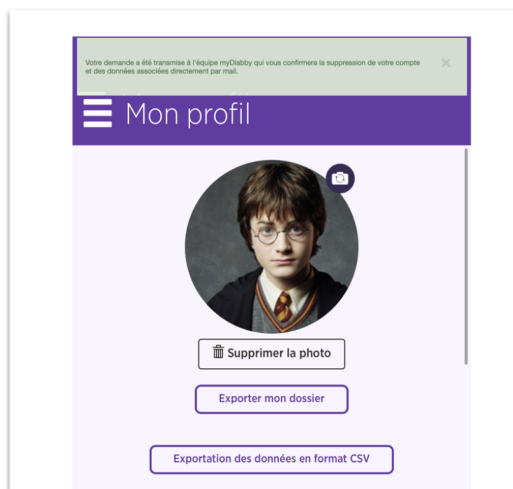 Votre demande a été transmise à l'équipe myDiabby qui vous confirmera la suppression de votre compte
et des données associées directement par mail.
Mon profil
Supprimer la photo
Exporter mon dossier
Exportation des données en format CSV